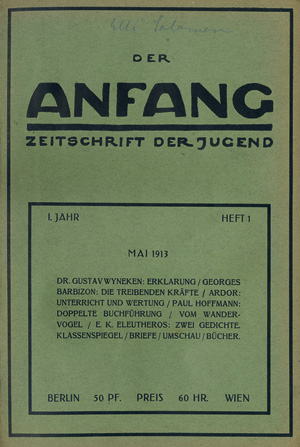 DER
ANFANG
ZEITSCHRIFT DER JUGEND
I. JAHR HEFT 1
MAI 1913
DR. GUSTAV WYNEKEN: ERKLARUNG / GEORGES
BARBIZON: DIE TREIBENDEN KRÄFTE / ARDOR:
UNTERRICHT UND WERTUNG / PAUL HOFFMANN:
DOPPELTE BUCHFÜHRUNG / VOM WANDER-
VOGEL / E. K. ELEUTHEROS: ZWEI GEDICHTE.
KLASSENSPIEGEL / BRIEFE / UMSCHAU / BÜCHER.
BERLIN 50 PF. PREIS 60 HR. WIEN